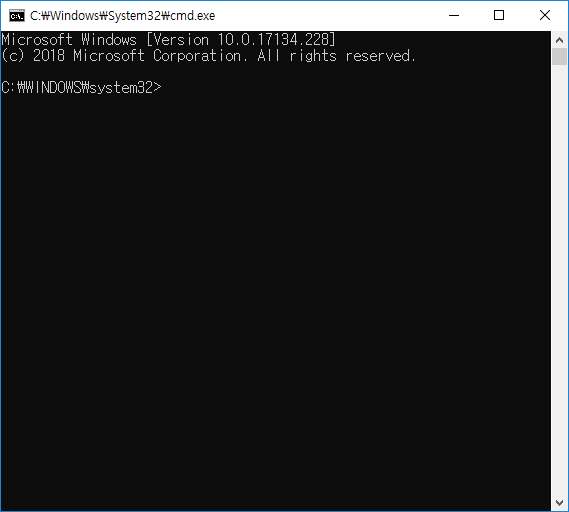 C:₩Windows₩System32₩cmd.exe
Microsoft Windows [Version 10.0.17134.228]
(c) 2018 Microsoft Corporation. All rights reserved.
C:₩WINDOWS₩system32>